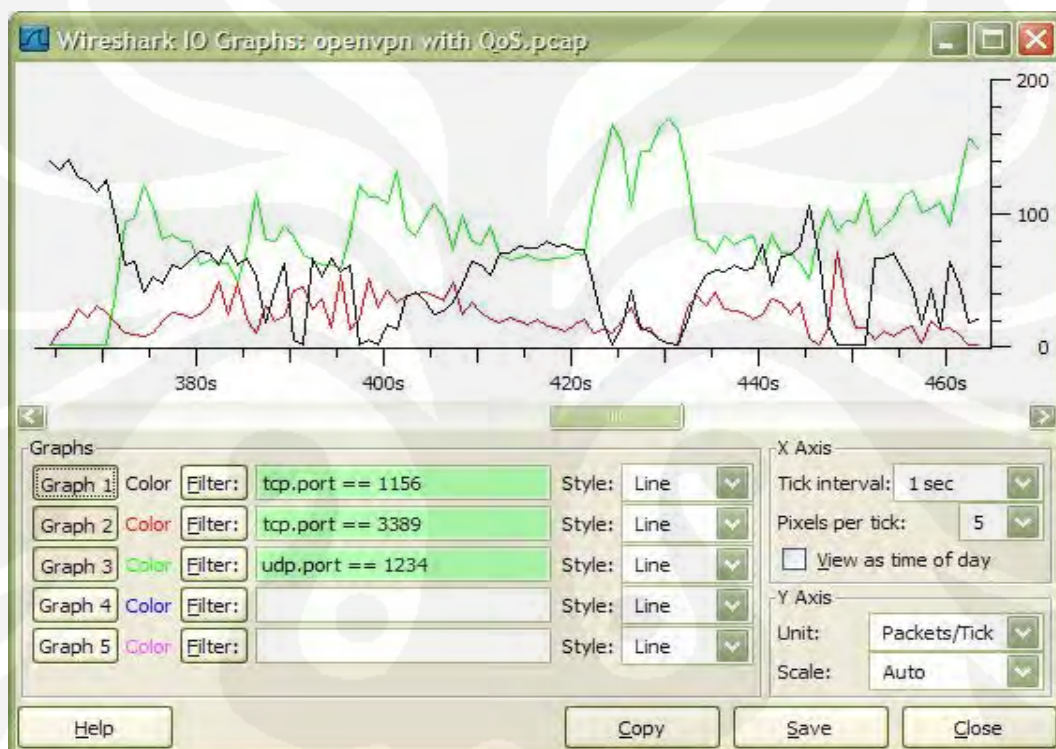 Wireshark IO Graphs: openvpn with QoS.pcap
200
100
0
380s 400s 420s 440s 460s
Graphs
Graph 1 Color Filter: tcp.port == 1156 Style: Line
Graph 2 Color Filter: tcp.port == 3389 Style: Line
Graph 3 Color Filter: udp.port == 1234 Style: Line
Graph 4 Color Filter: Style: Line
Graph 5 Color Filter: Style: Line
X Axis
Tick interval: 1 sec
Pixels per tick: 5
View as time of day
Y Axis
Unit: Packets/Tick
Scale: Auto
Help Copy Save Close